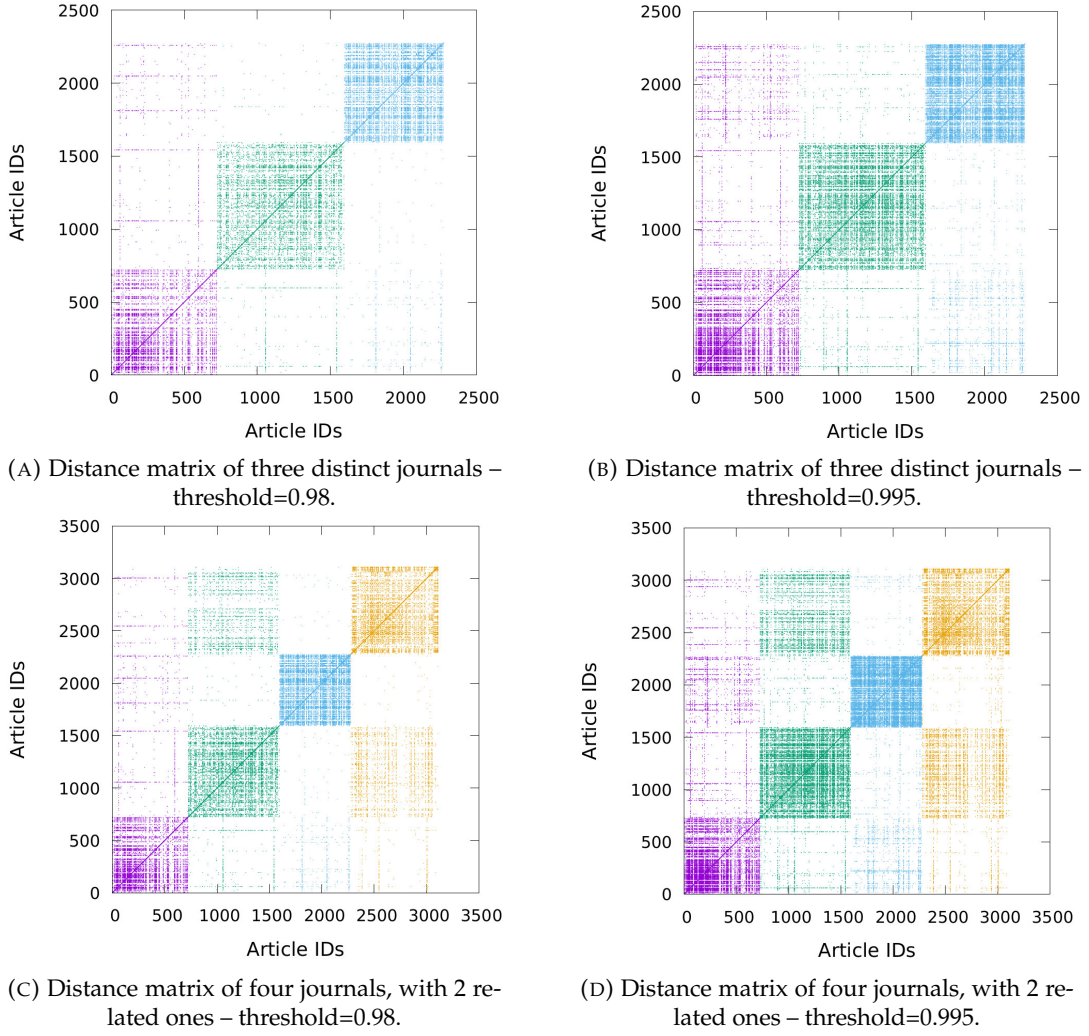 2500
2000
1500
1000
500
0
Article IDs
0 500 1000 1500 2000 2500
Article IDs
(A) Distance matrix of three distinct journals –
threshold=0.98.
2500
2000
1500
1000
500
0
Article IDs
0 500 1000 1500 2000 2500
Article IDs
(B) Distance matrix of three distinct journals –
threshold=0.995.
3500
3000
2500
2000
1500
1000
500
0
Article IDs
0 500 1000 1500 2000 2500 3000 3500
Article IDs
(C) Distance matrix of four journals, with 2 re-
lated ones – threshold=0.98.
3500
3000
2500
2000
1500
1000
500
0
Article IDs
0 500 1000 1500 2000 2500 3000 3500
Article IDs
(D) Distance matrix of four journals, with 2 re-
lated ones – threshold=0.995.